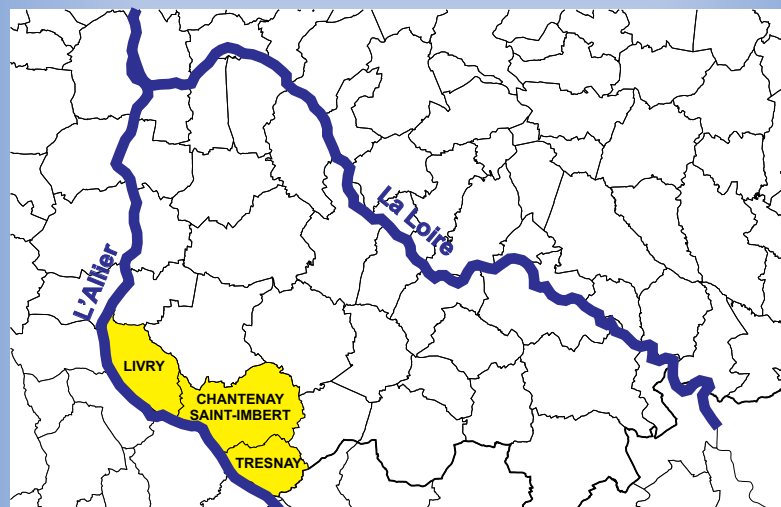 La Loire
L'Allier
LIVRY
CHANTENAY
SAINT-IMBERT
TRESNAY